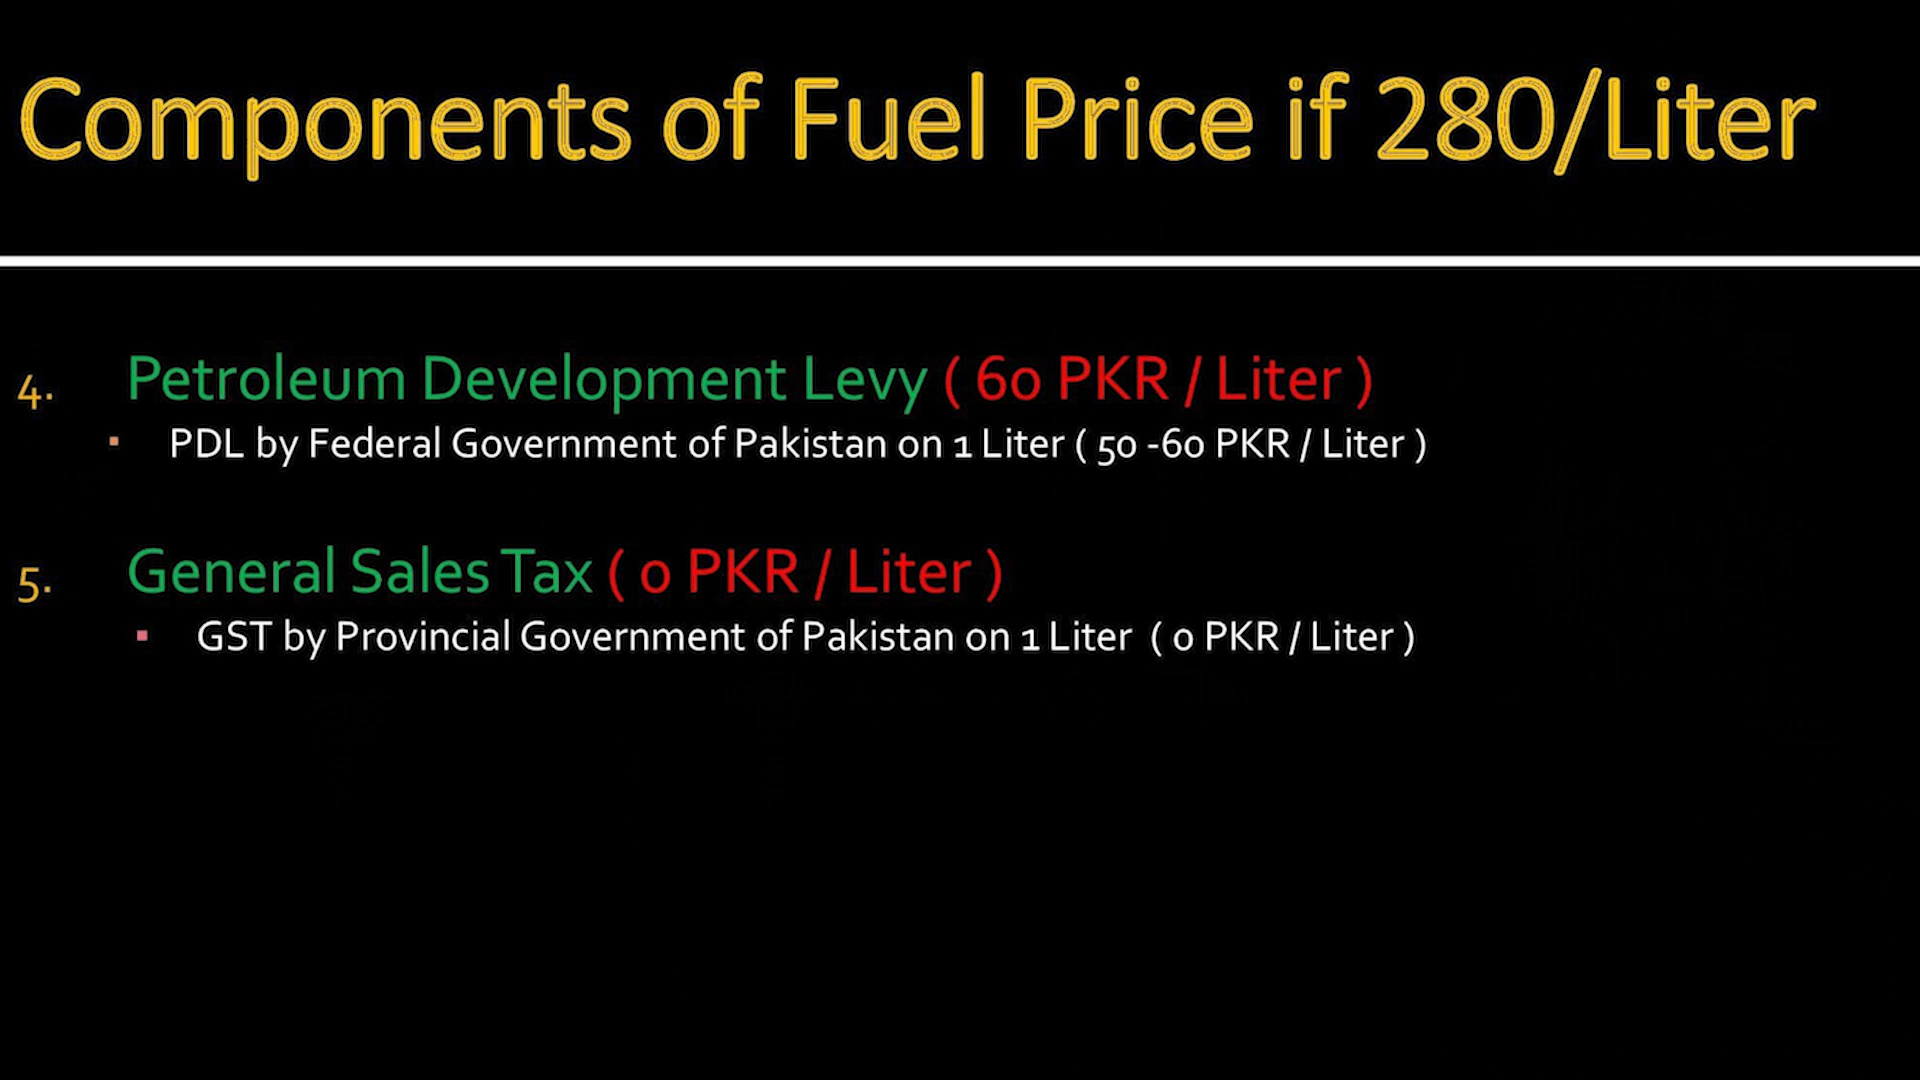 Components of Fuel Price if 280/Liter
4. Petroleum Development Levy ( 60 PKR / Liter )
▪ PDL by Federal Government of Pakistan on 1 Liter ( 50 -60 PKR / Liter )
5. General Sales Tax ( 0 PKR / Liter )
▪ GST by Provincial Government of Pakistan on 1 Liter ( 0 PKR / Liter )